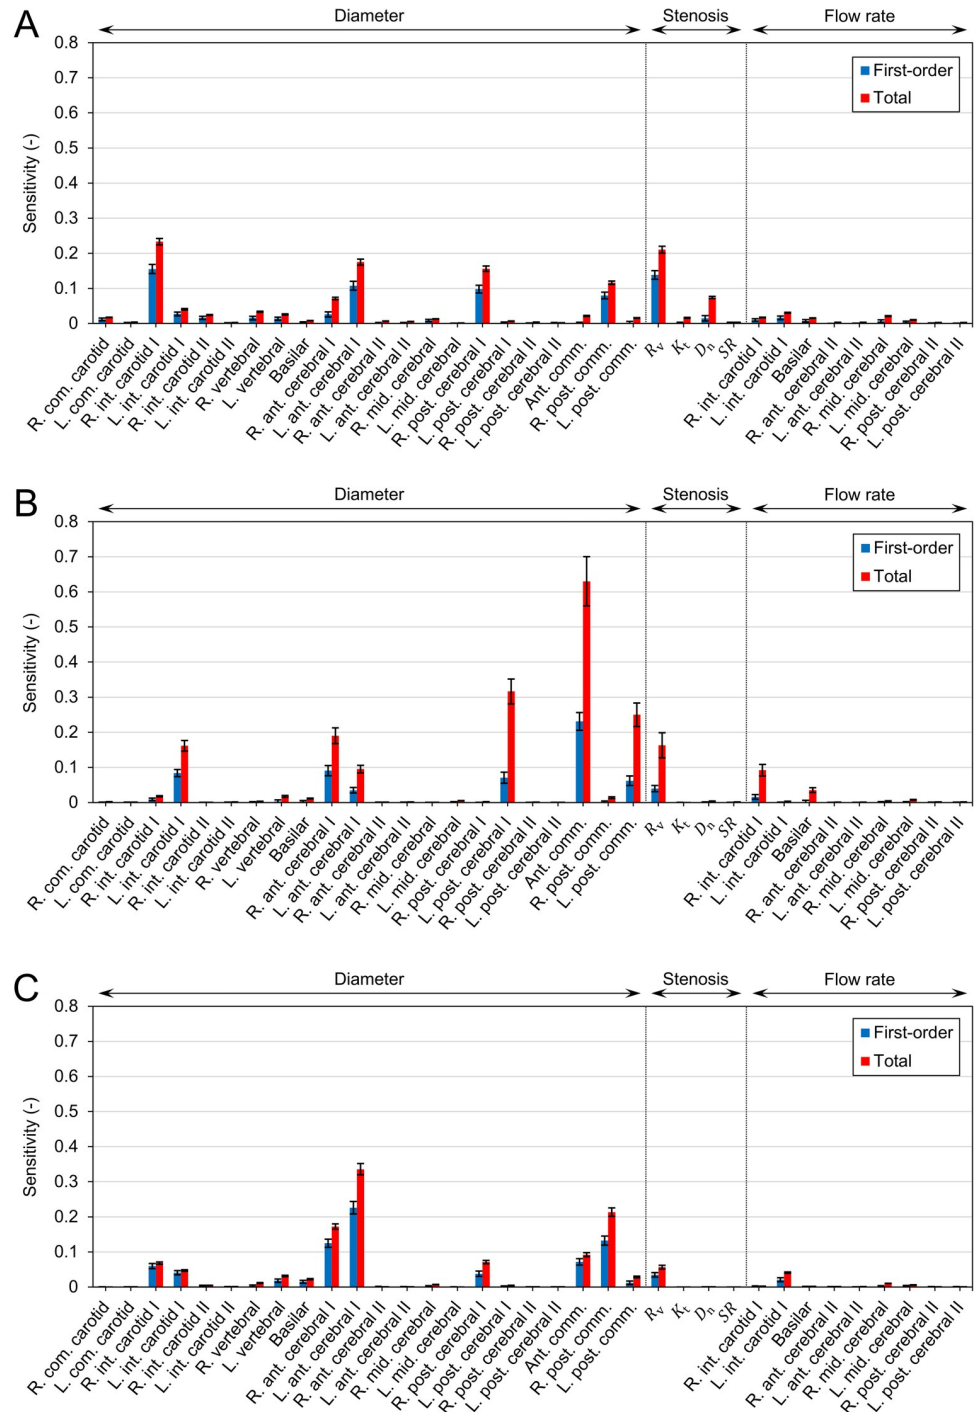 A
Diameter Stenosis Flow rate
0.8
0.7
0.6
0.5
0.4
0.3
0.2
0.1
0
Sensitivity (-)
First-order
Total
R. com. carotid
L. com. carotid
R. int. carotid I
L. int. carotid I
R. int. carotid II
L. int. carotid II
R. vertebral
L. vertebral
Basilar
R. ant. cerebral I
L. ant. cerebral I
R. ant. cerebral II
L. ant. cerebral II
R. mid. cerebral
L. mid. cerebral
R. post. cerebral I
L. post. cerebral I
R. post. cerebral II
L. post. cerebral II
Ant. comm.
R. post. comm.
L. post. comm.
Rv
Kt
Dn
SR
R. int. carotid I
L. int. carotid I
Basilar
R. ant. cerebral II
L. ant. cerebral II
R. mid. cerebral
L. mid. cerebral
R. post. cerebral II
L. post. cerebral II
B
Diameter Stenosis Flow rate
0.8
0.7
0.6
0.5
0.4
0.3
0.2
0.1
0
Sensitivity (-)
First-order
Total
R. com. carotid
L. com. carotid
R. int. carotid I
L. int. carotid I
R. int. carotid II
L. int. carotid II
R. vertebral
L. vertebral
Basilar
R. ant. cerebral I
L. ant. cerebral I
R. ant. cerebral II
L. ant. cerebral II
R. mid. cerebral
L. mid. cerebral
R. post. cerebral I
L. post. cerebral I
R. post. cerebral II
L. post. cerebral II
Ant. comm.
R. post. comm.
L. post. comm.
Rv
Kt
Dn
SR
R. int. carotid I
L. int. carotid I
Basilar
R. ant. cerebral II
L. ant. cerebral II
R. mid. cerebral
L. mid. cerebral
R. post. cerebral II
L. post. cerebral II
C
Diameter Stenosis Flow rate
0.8
0.7
0.6
0.5
0.4
0.3
0.2
0.1
0
Sensitivity (-)
First-order
Total
R. com. carotid
L. com. carotid
R. int. carotid I
L. int. carotid I
R. int. carotid II
L. int. carotid II
R. vertebral
L. vertebral
Basilar
R. ant. cerebral I
L. ant. cerebral I
R. ant. cerebral II
L. ant. cerebral II
R. mid. cerebral
L. mid. cerebral
R. post. cerebral I
L. post. cerebral I
R. post. cerebral II
L. post. cerebral II
Ant. comm.
R. post. comm.
L. post. comm.
Rv
Kt
Dn
SR
R. int. carotid I
L. int. carotid I
Basilar
R. ant. cerebral II
L. ant. cerebral II
R. mid. cerebral
L. mid. cerebral
R. post. cerebral II
L. post. cerebral II